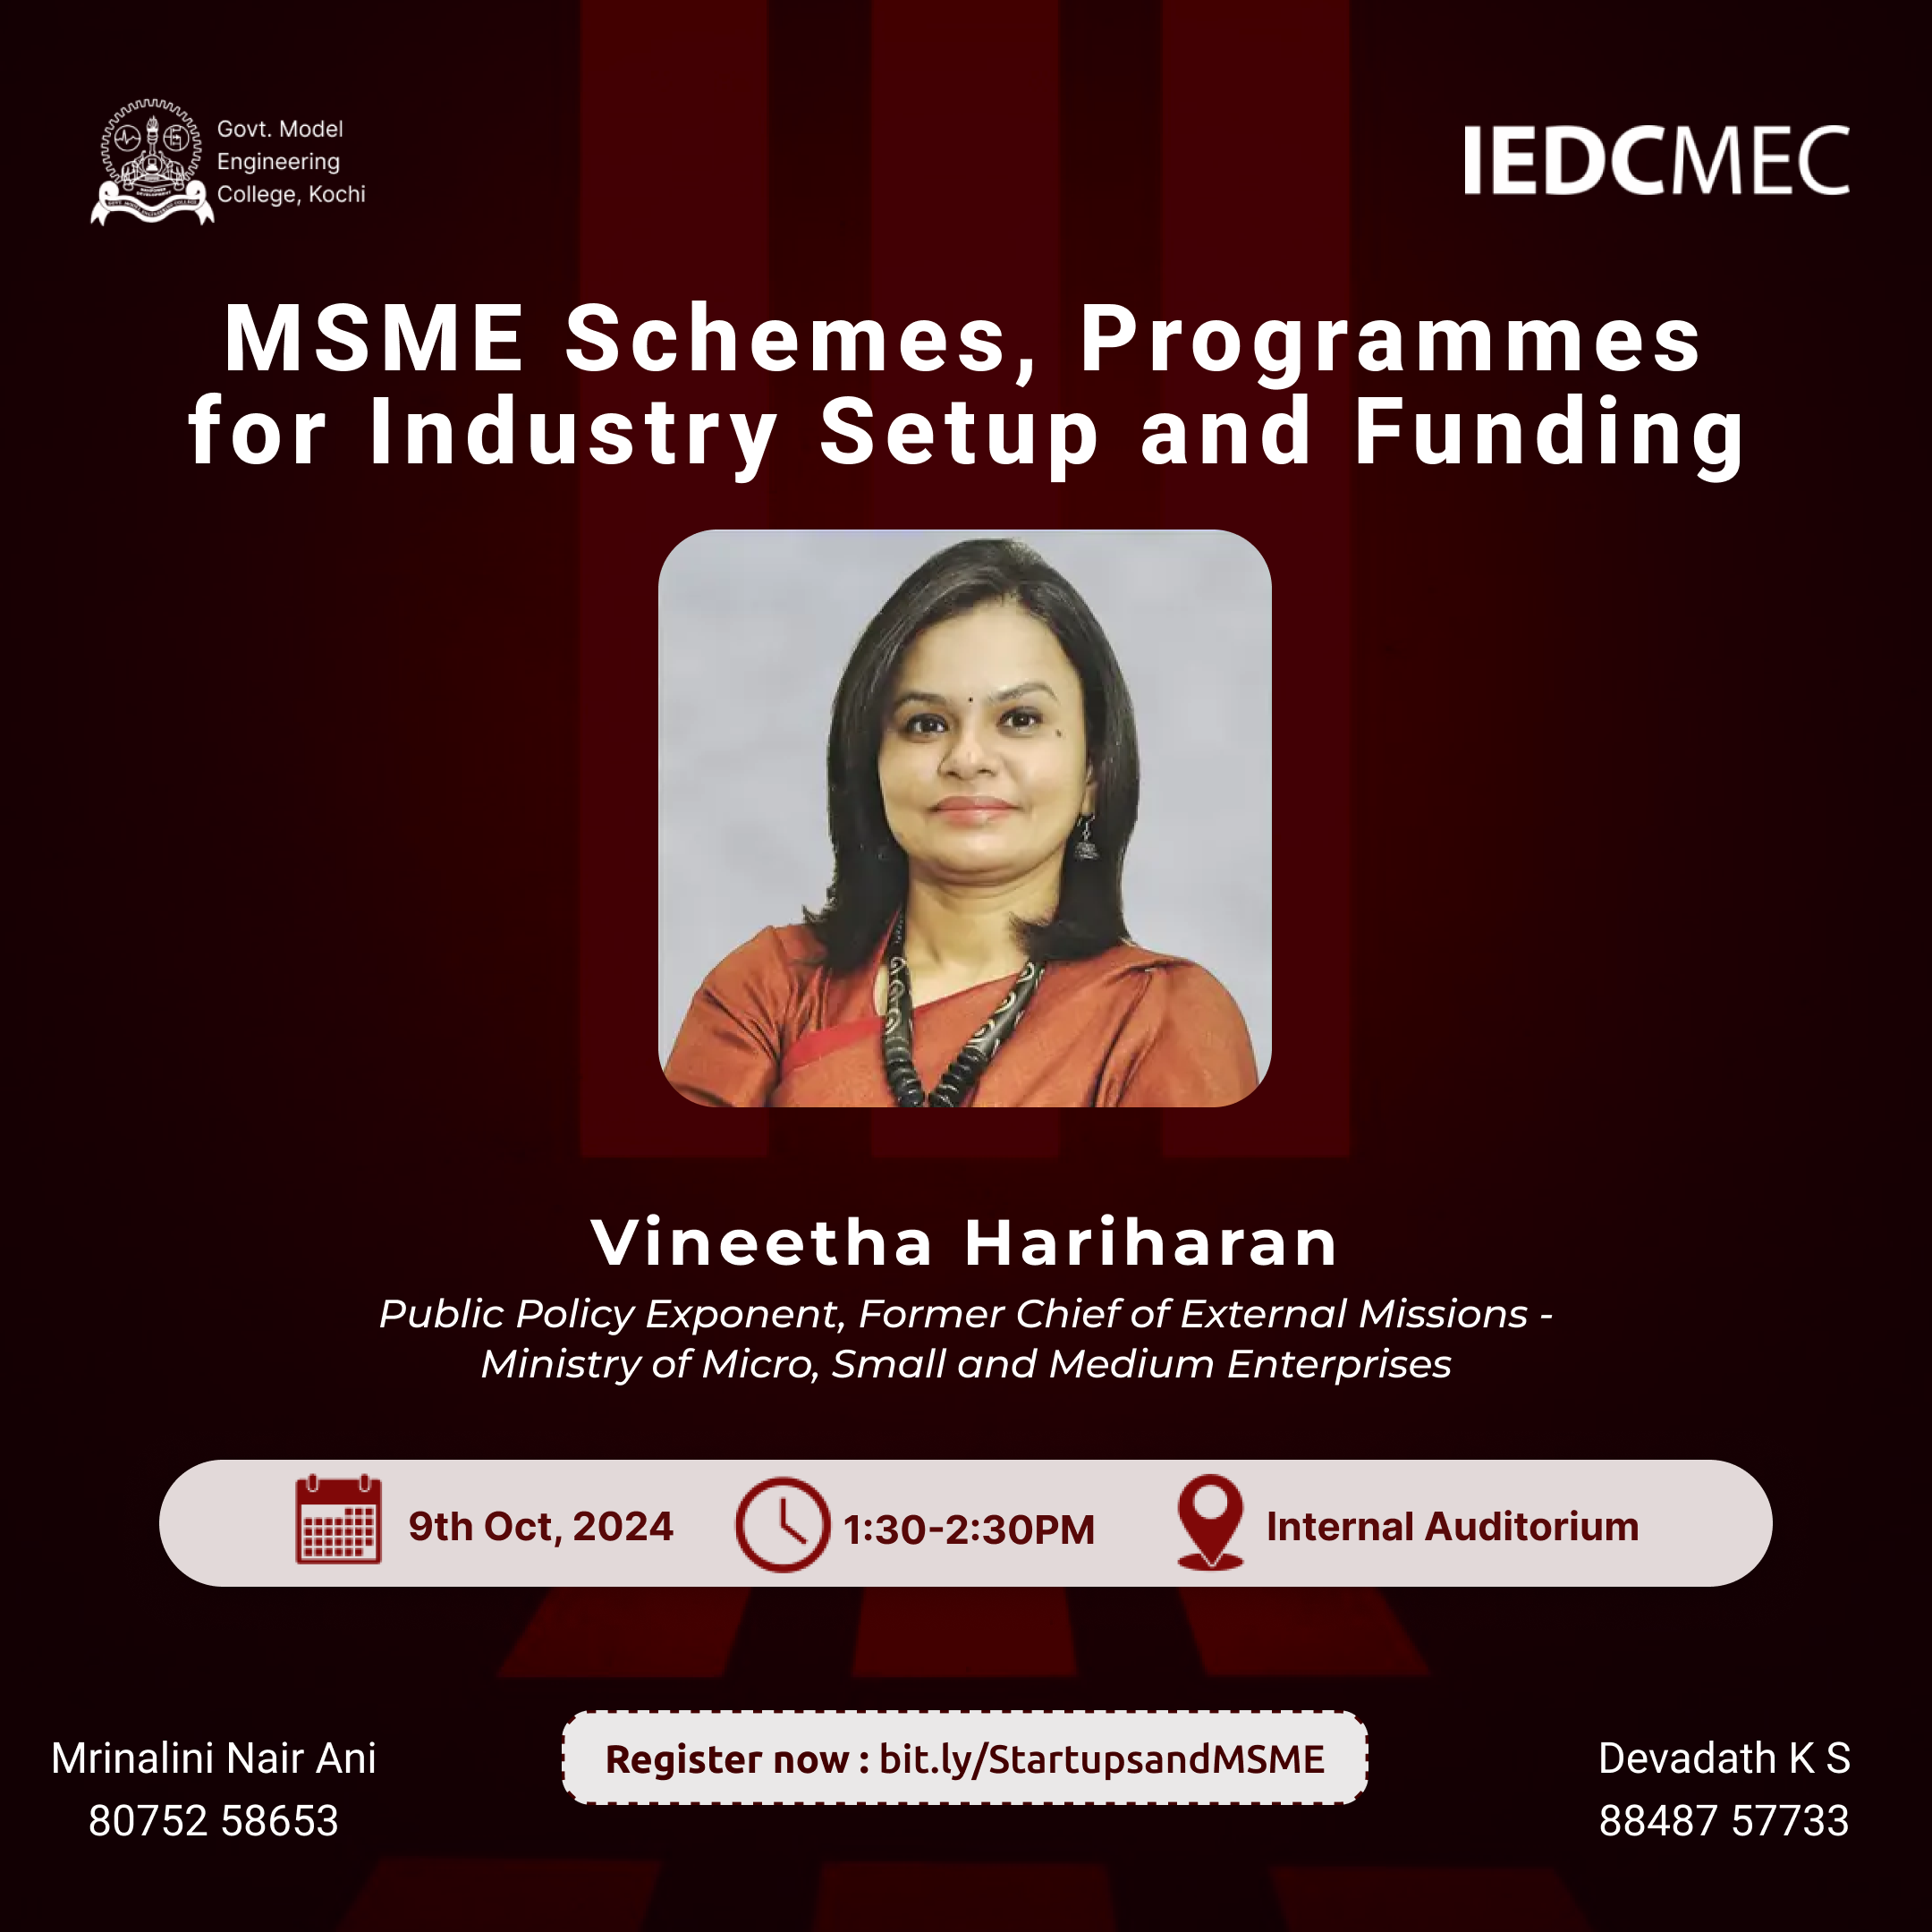 Govt. Model
Engineering
College, Kochi
IEDCMEC
MSME Schemes, Programmes
for Industry Setup and Funding
Vineetha Hariharan
Public Policy Exponent, Former Chief of External Missions -
Ministry of Micro, Small and Medium Enterprises
9th Oct, 2024
1:30-2:30PM
Internal Auditorium
Mrinalini Nair Ani
80752 58653
Register now : bit.ly/StartupsandMSME
Devadath K S
88487 57733